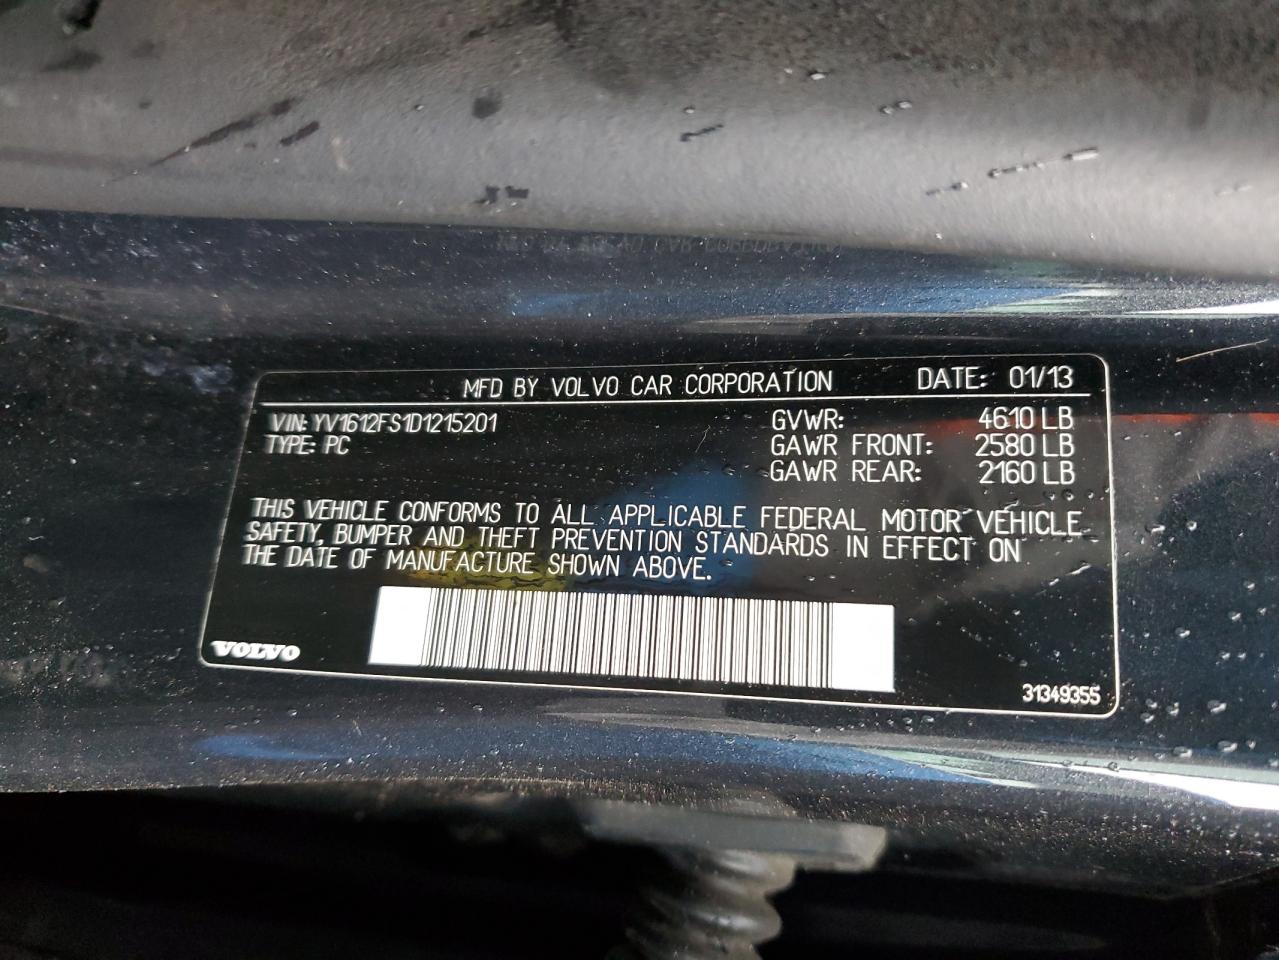 MFD BY VOLVO CAR CORPORATION DATE: 01/13
VIN: YV1612FS1D1215201 GVWR: 4610 LB
TYPE: PC GAWR FRONT: 2580 LB
GAWR REAR: 2160 LB
THIS VEHICLE CONFORMS TO ALL APPLICABLE FEDERAL MOTOR VEHICLE
SAFETY, BUMPER AND THEFT PREVENTION STANDARDS IN EFFECT ON
THE DATE OF MANUFACTURE SHOWN ABOVE.
VOLVO
31349355